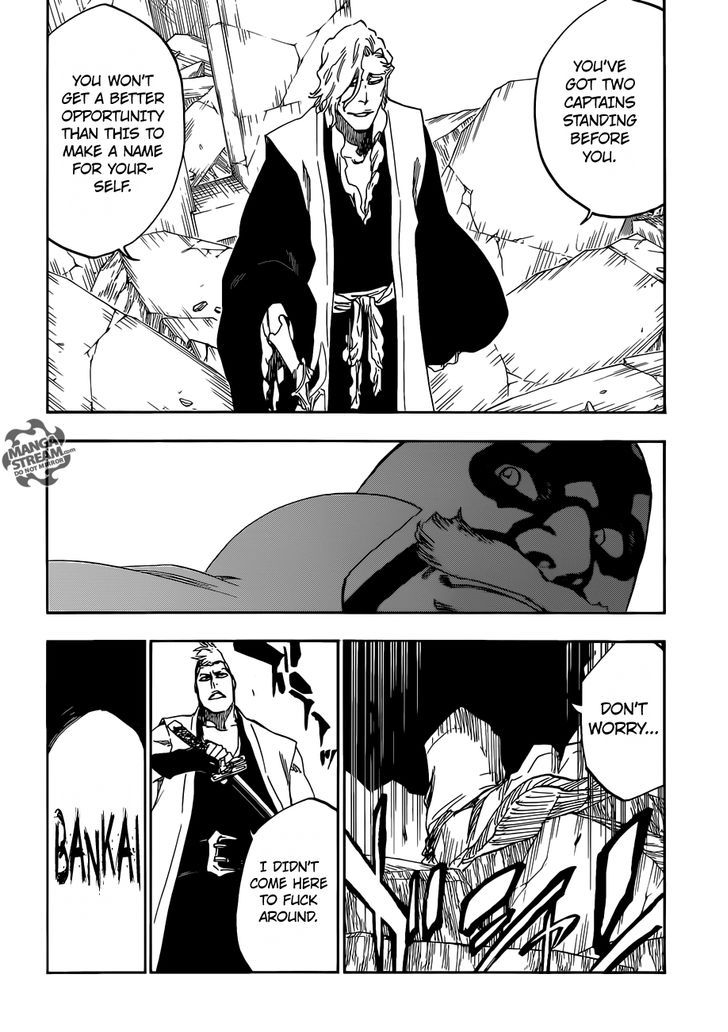 YOU'VE
GOT TWO
CAPTAINS
STANDING
BEFORE
YOU.
YOU WON'T
GET A BETTER
OPPORTUNITY
THAN THIS TO
MAKE A NAME
FOR YOUR-
SELF.
MANGA
STREAM.com
DO NOT MIRROR
DON'T
WORRY...
I DIDN'T
COME HERE
TO FUCK
AROUND.
BANKAI